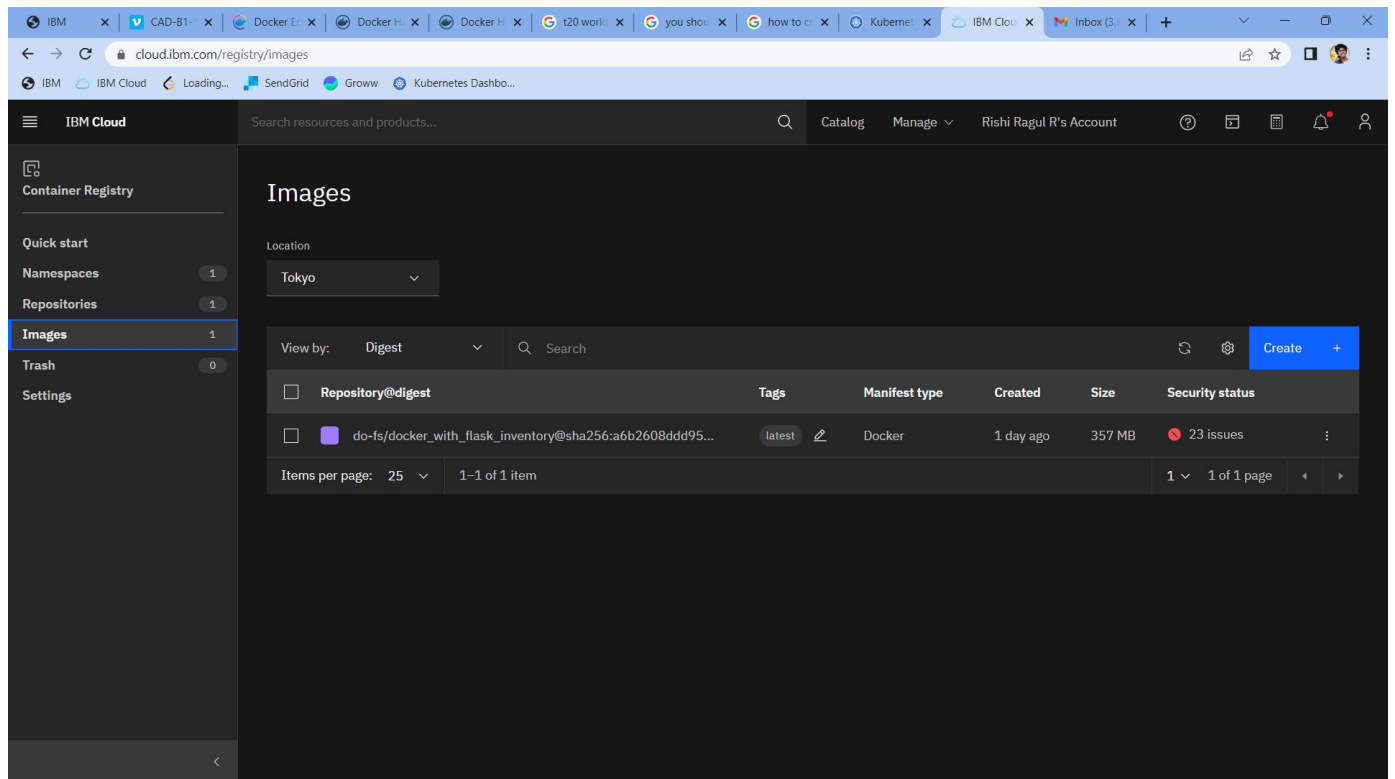 IBM CAD-B1- Docker Er Docker H Docker H t20 world you shou how to c Kubernet IBM Clou Inbox (3,
cloud.ibm.com/registry/images
IBM IBM Cloud Loading... SendGrid Groww Kubernetes Dashbo...
IBM Cloud Search resources and products... Catalog Manage Rishi Ragul R's Account
Container Registry
Images
Quick start
Location
Namespaces 1
Tokyo
Repositories 1
Images 1
View by: Digest Search Create +
Trash 0
Repository@digest Tags Manifest type Created Size Security status
Settings
do-fs/docker_with_flask_inventory@sha256:a6b2608ddd95... latest Docker 1 day ago 357 MB 23 issues
Items per page: 25 1–1 of 1 item 1 1 of 1 page